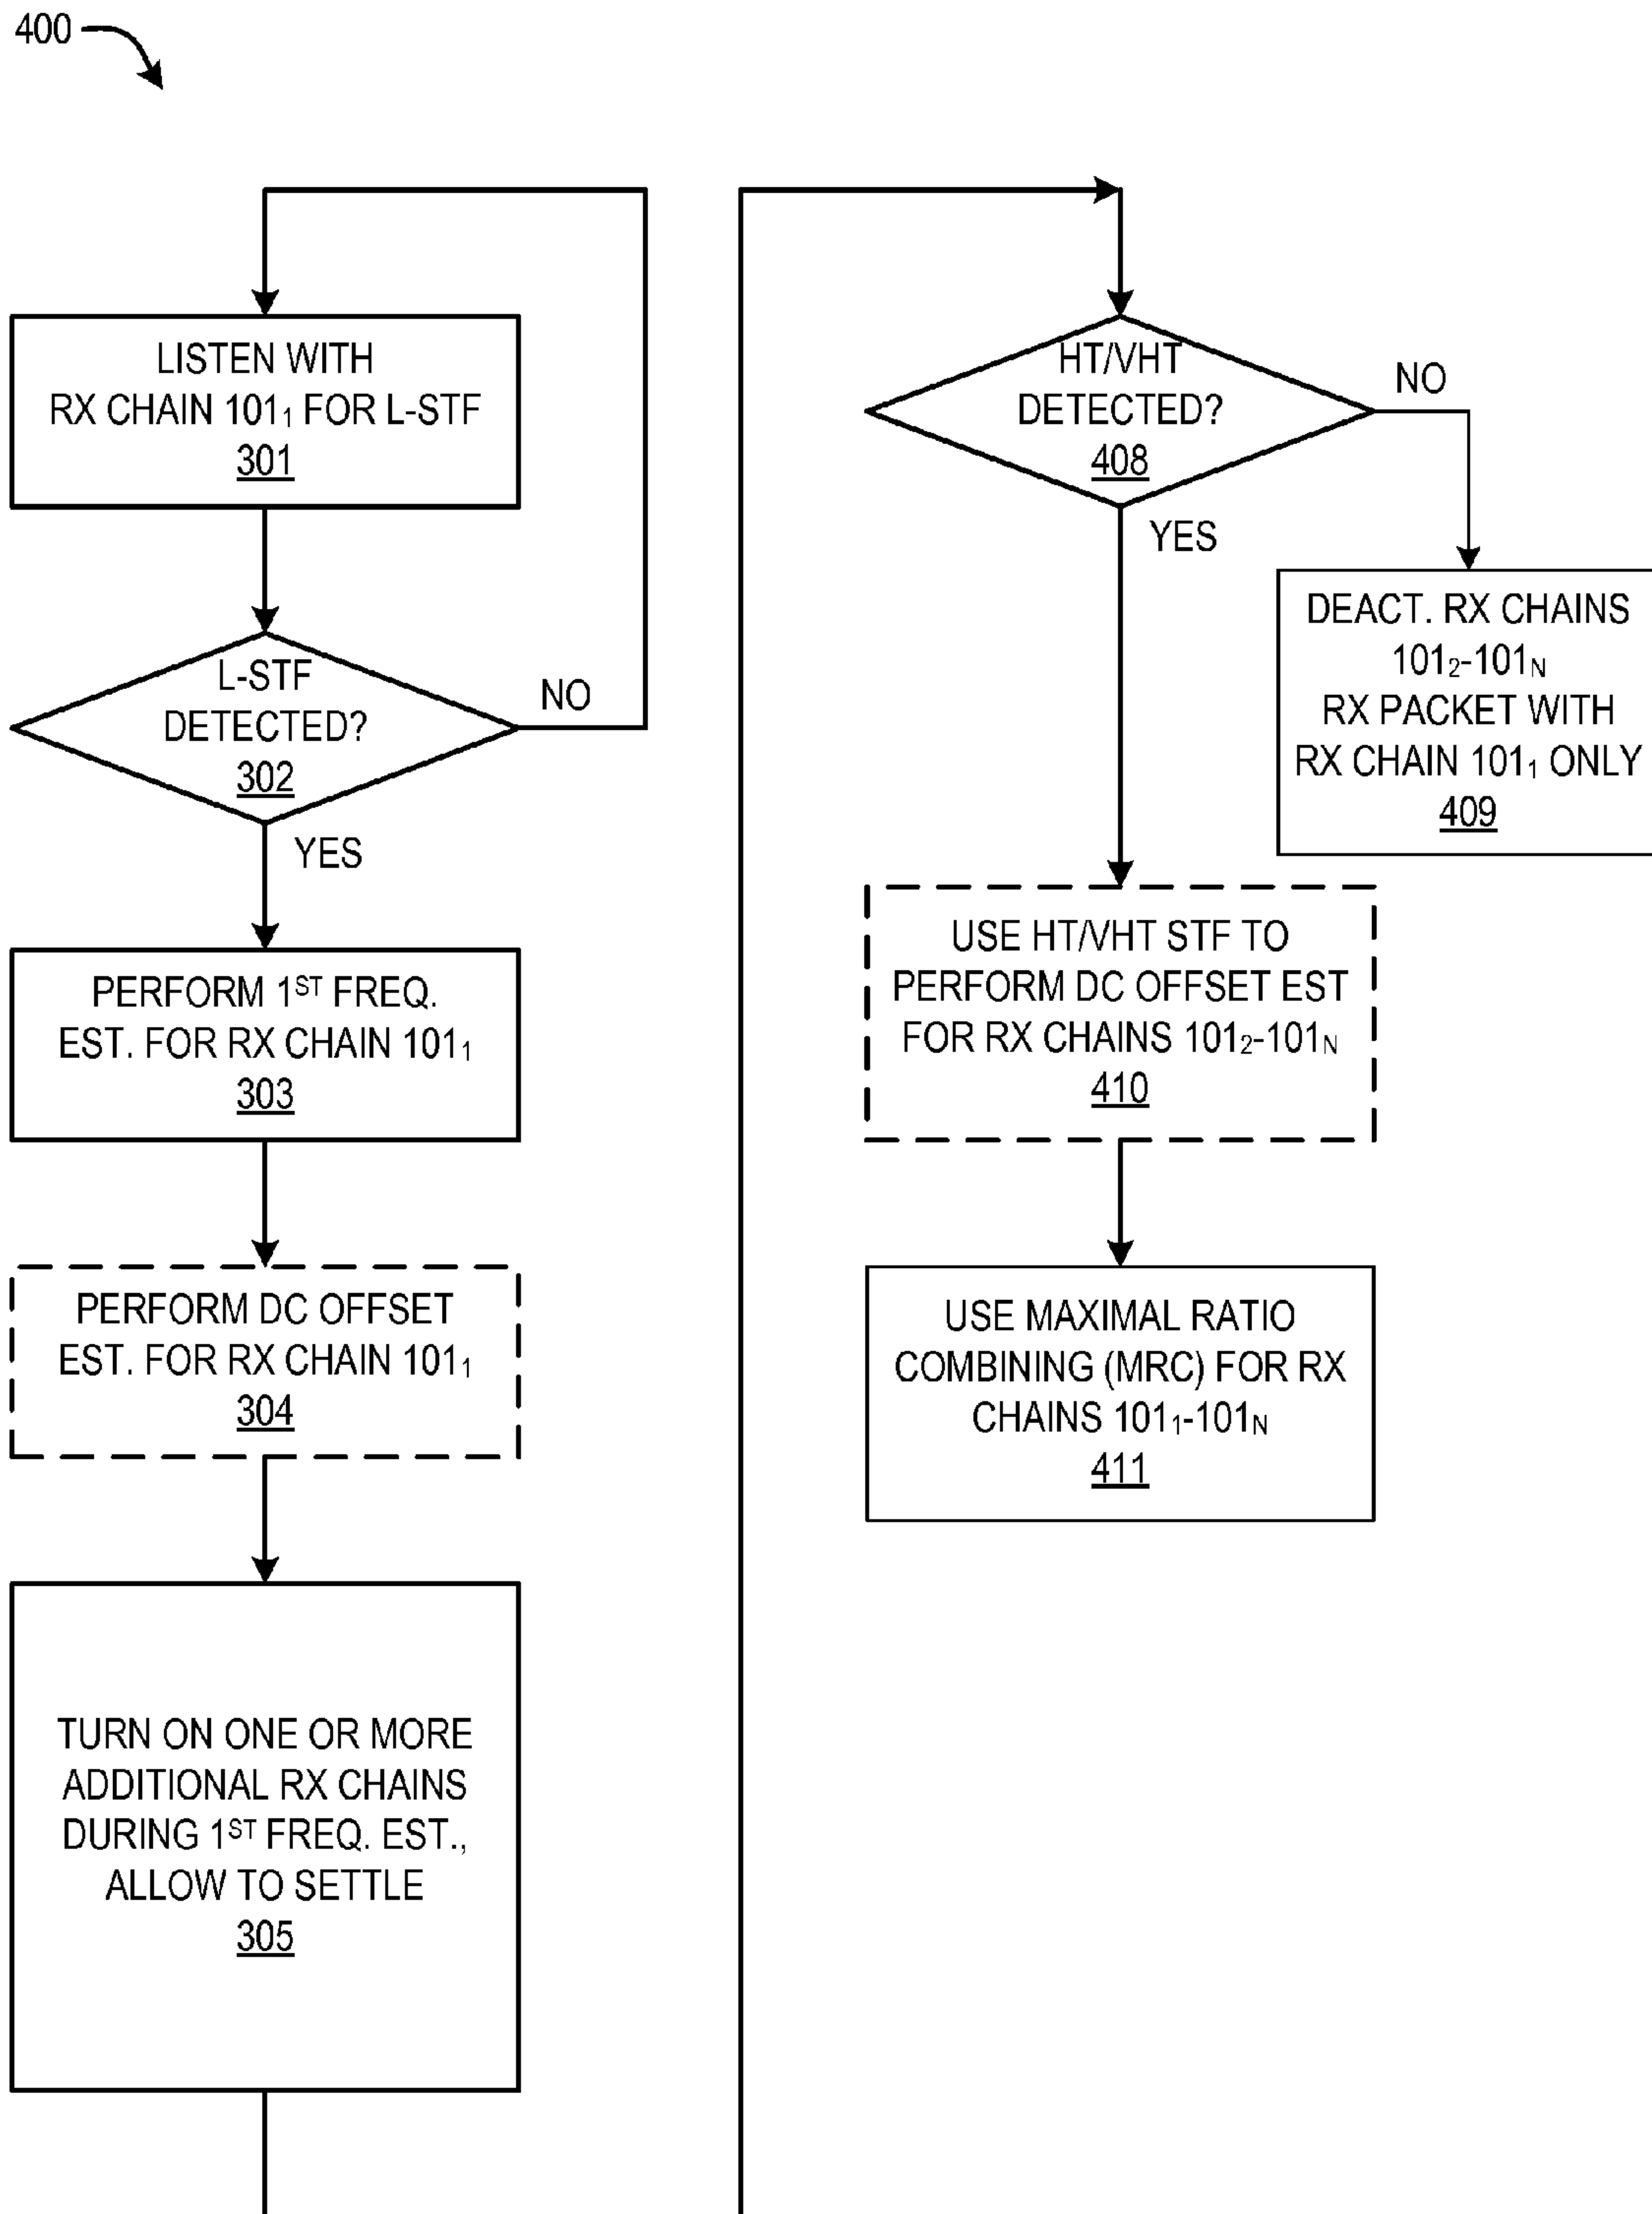 400
LISTEN WITH
RX CHAIN 101₁ FOR L-STF
301
L-STF
DETECTED?
302
NO
YES
PERFORM 1ST FREQ.
EST. FOR RX CHAIN 101₁
303
PERFORM DC OFFSET
EST. FOR RX CHAIN 101₁
304
TURN ON ONE OR MORE
ADDITIONAL RX CHAINS
DURING 1ST FREQ. EST.,
ALLOW TO SETTLE
305
HT/VHT
DETECTED?
408
NO
YES
DEACT. RX CHAINS
101₂-101N
RX PACKET WITH
RX CHAIN 101₁ ONLY
409
USE HT/VHT STF TO
PERFORM DC OFFSET EST
FOR RX CHAINS 101₂-101N
410
USE MAXIMAL RATIO
COMBINING (MRC) FOR RX
CHAINS 101₁-101N
411